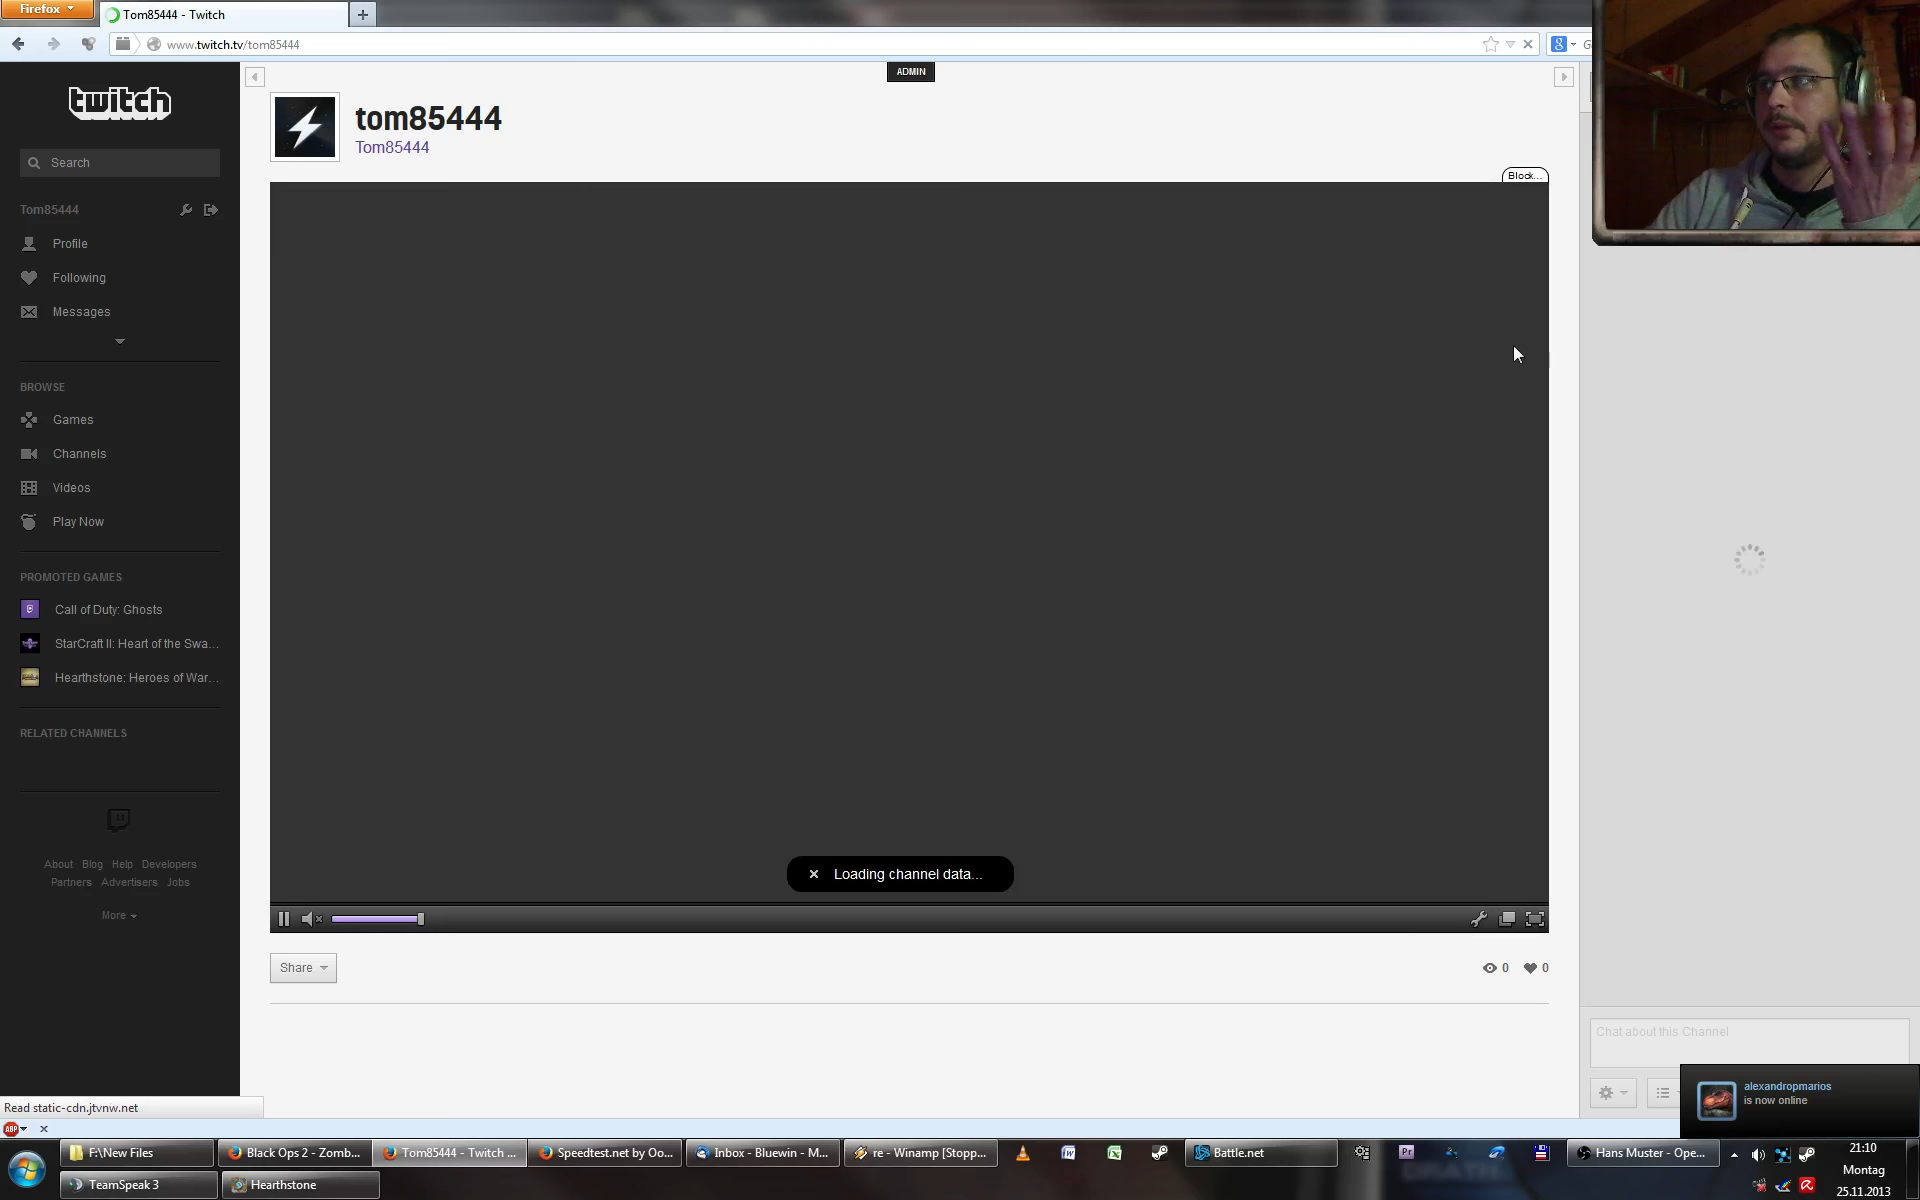 Firefox
Tom85444 - Twitch
www.twitch.tv/tom85444
twitch
Search
Tom85444
Profile
Following
Messages
BROWSE
Games
Channels
Videos
Play Now
PROMOTED GAMES
Call of Duty: Ghosts
StarCraft II: Heart of the Swa...
Hearthstone: Heroes of War...
RELATED CHANNELS
About Blog Help Developers
Partners Advertisers Jobs
More
ADMIN
tom85444
Tom85444
Block...
Loading channel data...
Share
0
0
Chat about this Channel
alexandropmarios
is now online
Read static-cdn.jtvnw.net
ABP
F:\New Files
Black Ops 2 - Zomb...
Tom85444 - Twitch ...
Speedtest.net by Oo...
Inbox - Bluewin - M...
re - Winamp [Stopp...
Battle.net
Pr
Hans Muster - Ope...
21:10
Montag
25.11.2013
TeamSpeak 3
Hearthstone